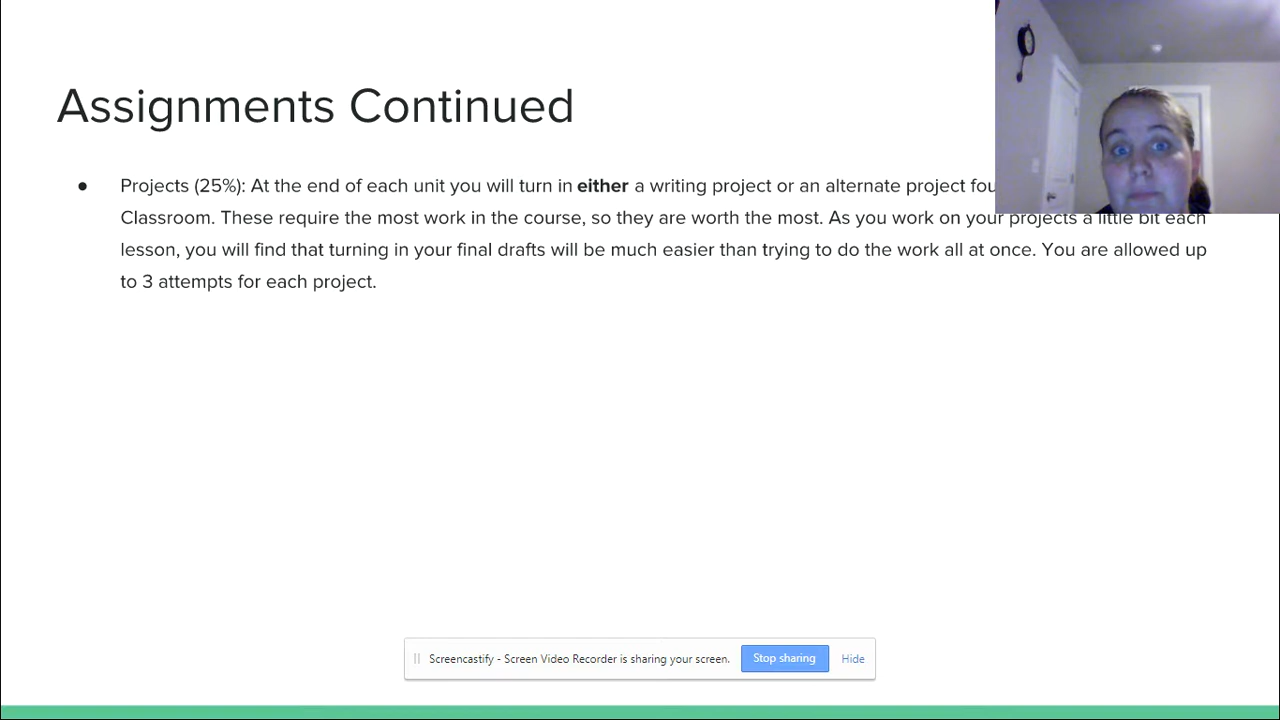 Assignments Continued
● Projects (25%): At the end of each unit you will turn in either a writing project or an alternate project
Classroom. These require the most work in the course, so they are worth the most. As you work on your projects a little bit each
lesson, you will find that turning in your final drafts will be much easier than trying to do the work all at once. You are allowed up
to 3 attempts for each project.
Screencastify - Screen Video Recorder is sharing your screen. Stop sharing Hide